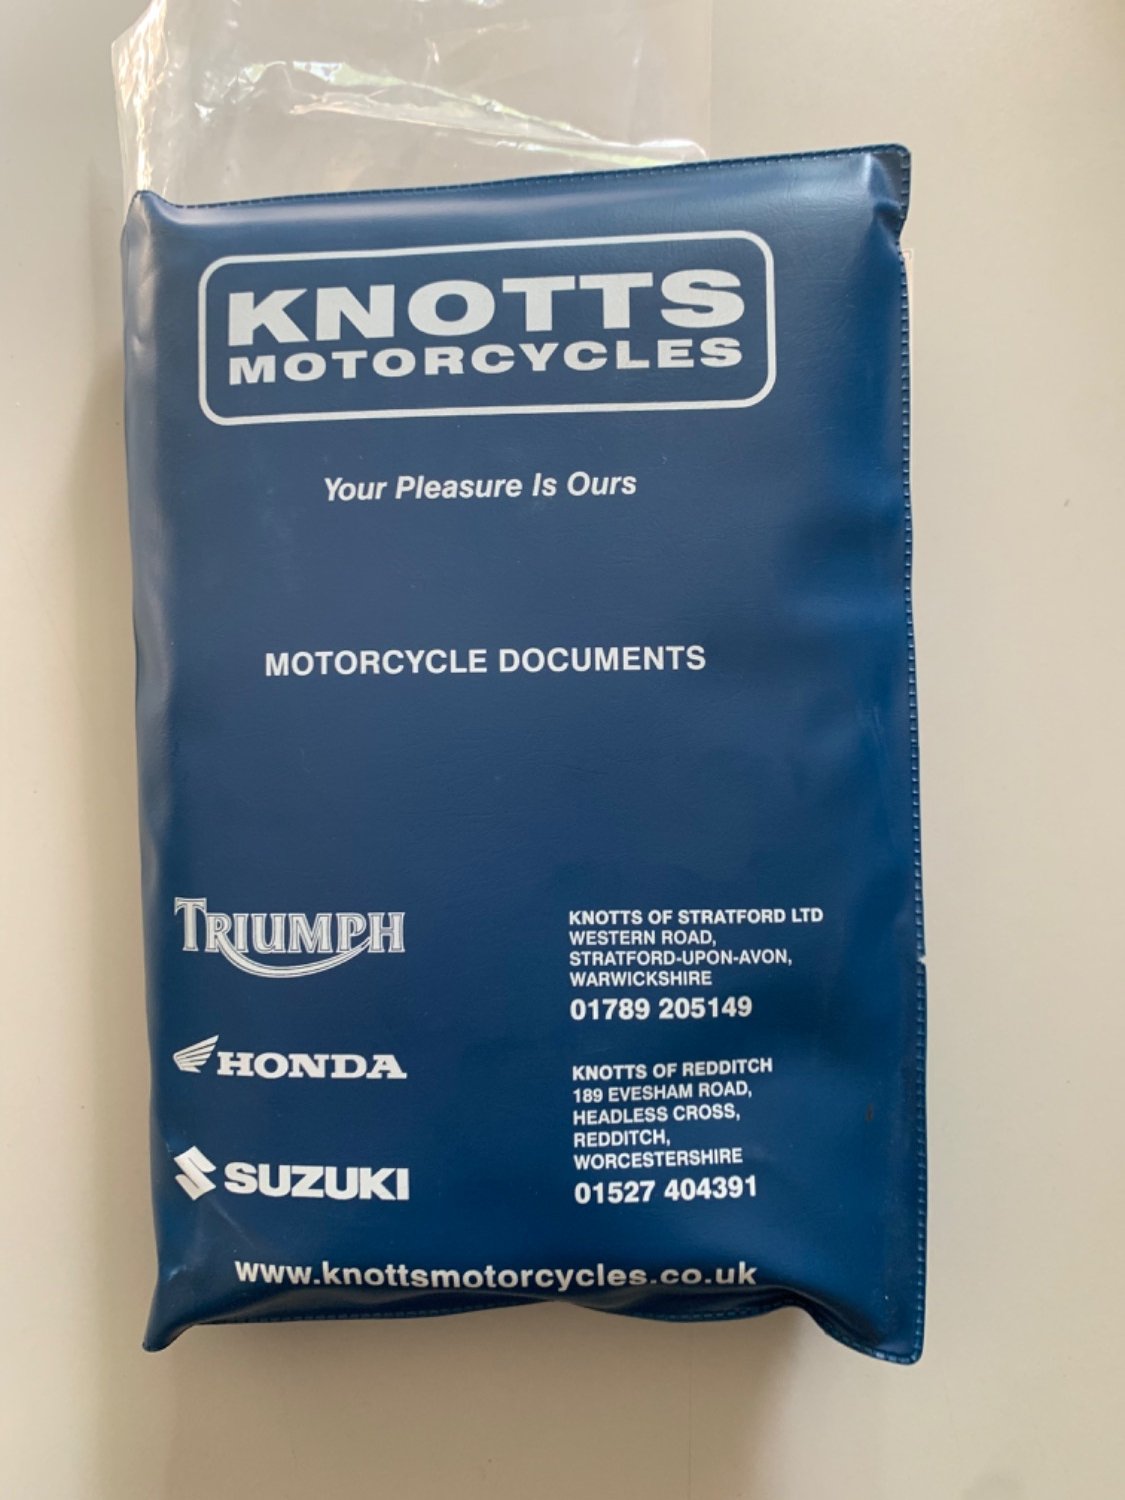 KNOTTS
MOTORCYCLES
Your Pleasure Is Ours
MOTORCYCLE DOCUMENTS
TRIUMPH
HONDA
SUZUKI
KNOTTS OF STRATFORD LTD
WESTERN ROAD,
STRATFORD-UPON-AVON,
WARWICKSHIRE
01789 205149
KNOTTS OF REDDITCH
189 EVESHAM ROAD,
HEADLESS CROSS,
REDDITCH,
WORCESTERSHIRE
01527 404391
www.knottsmotorcycles.co.uk